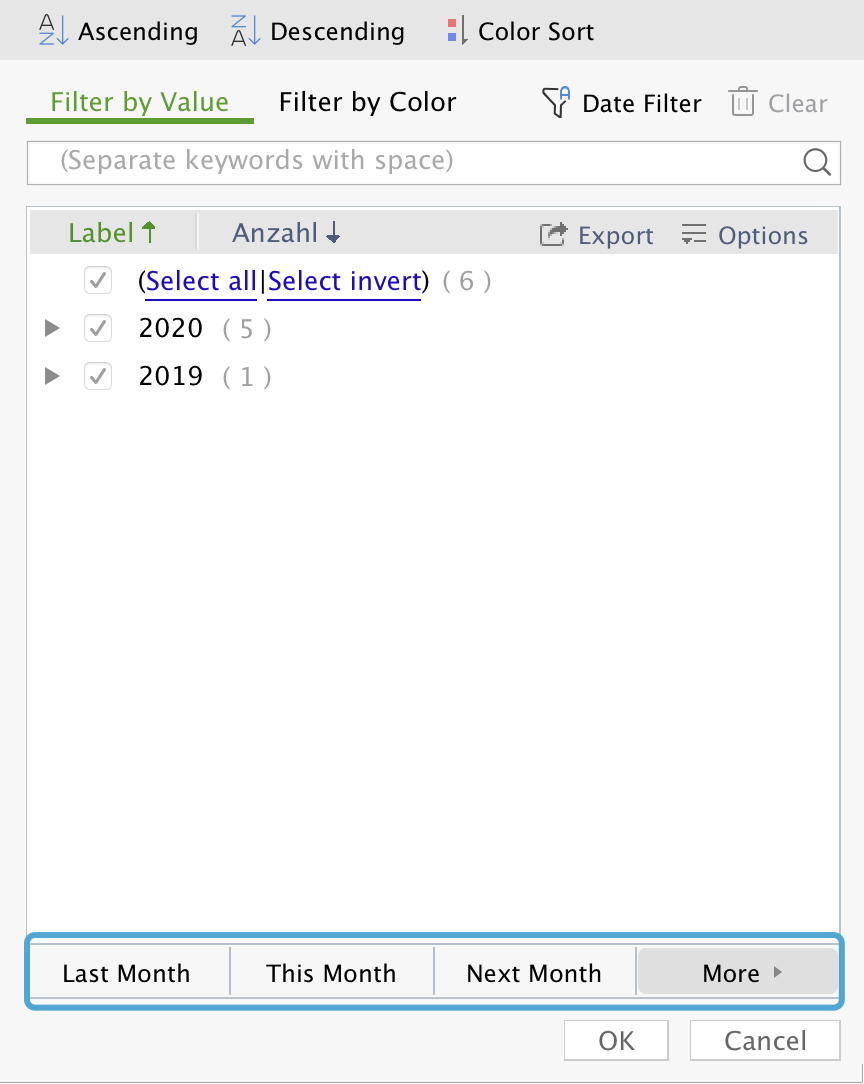 Ascending Descending Color Sort
Filter by Value Filter by Color Date Filter Clear
(Separate keywords with space)
Label Anzahl Export Options
(Select all|Select invert) ( 6 )
2020 ( 5 )
2019 ( 1 )
Last Month This Month Next Month More
OK Cancel